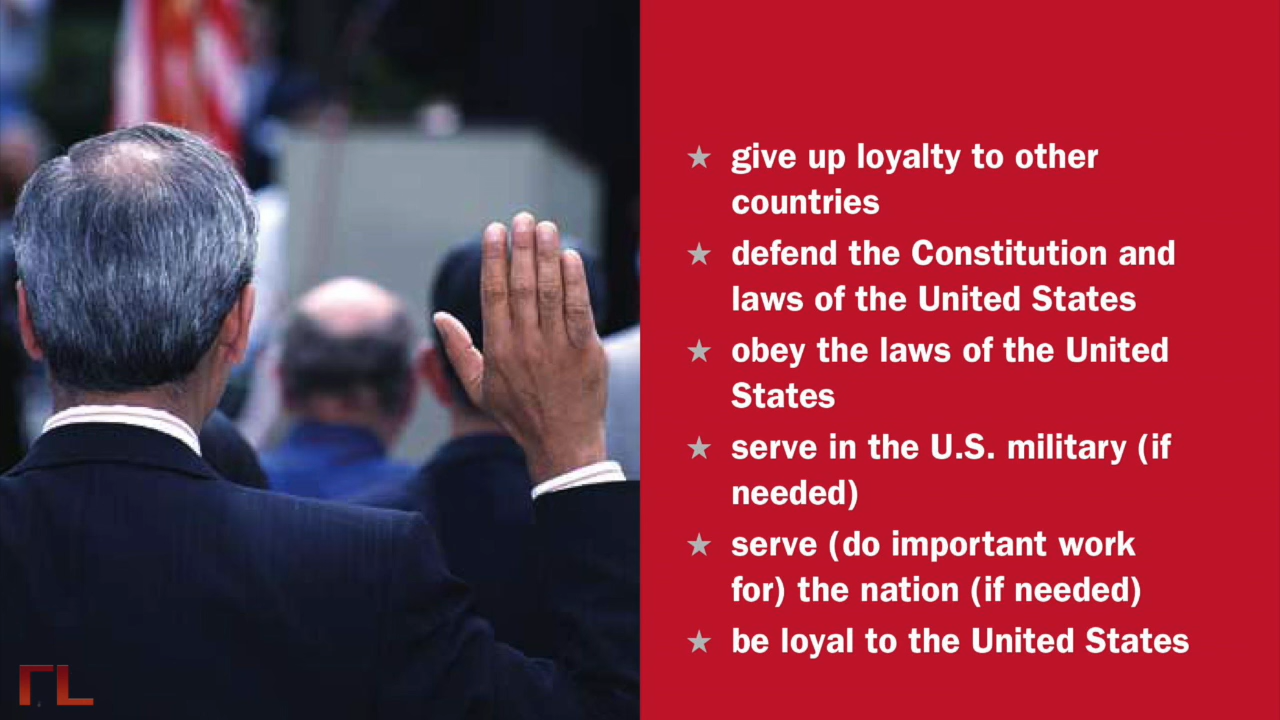 give up loyalty to other
countries
defend the Constitution and
laws of the United States
obey the laws of the United
States
serve in the U.S. military (if
needed)
serve (do important work
for) the nation (if needed)
be loyal to the United States